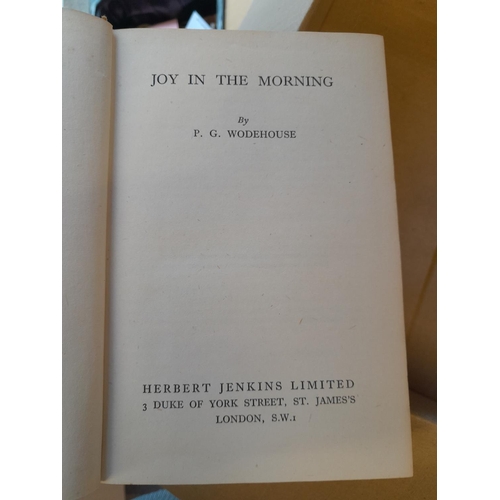 JOY IN THE MORNING
By
P. G. WODEHOUSE
HERBERT JENKINS LIMITED
3 DUKE OF YORK STREET, ST. JAMES'S
LONDON, S.W.1